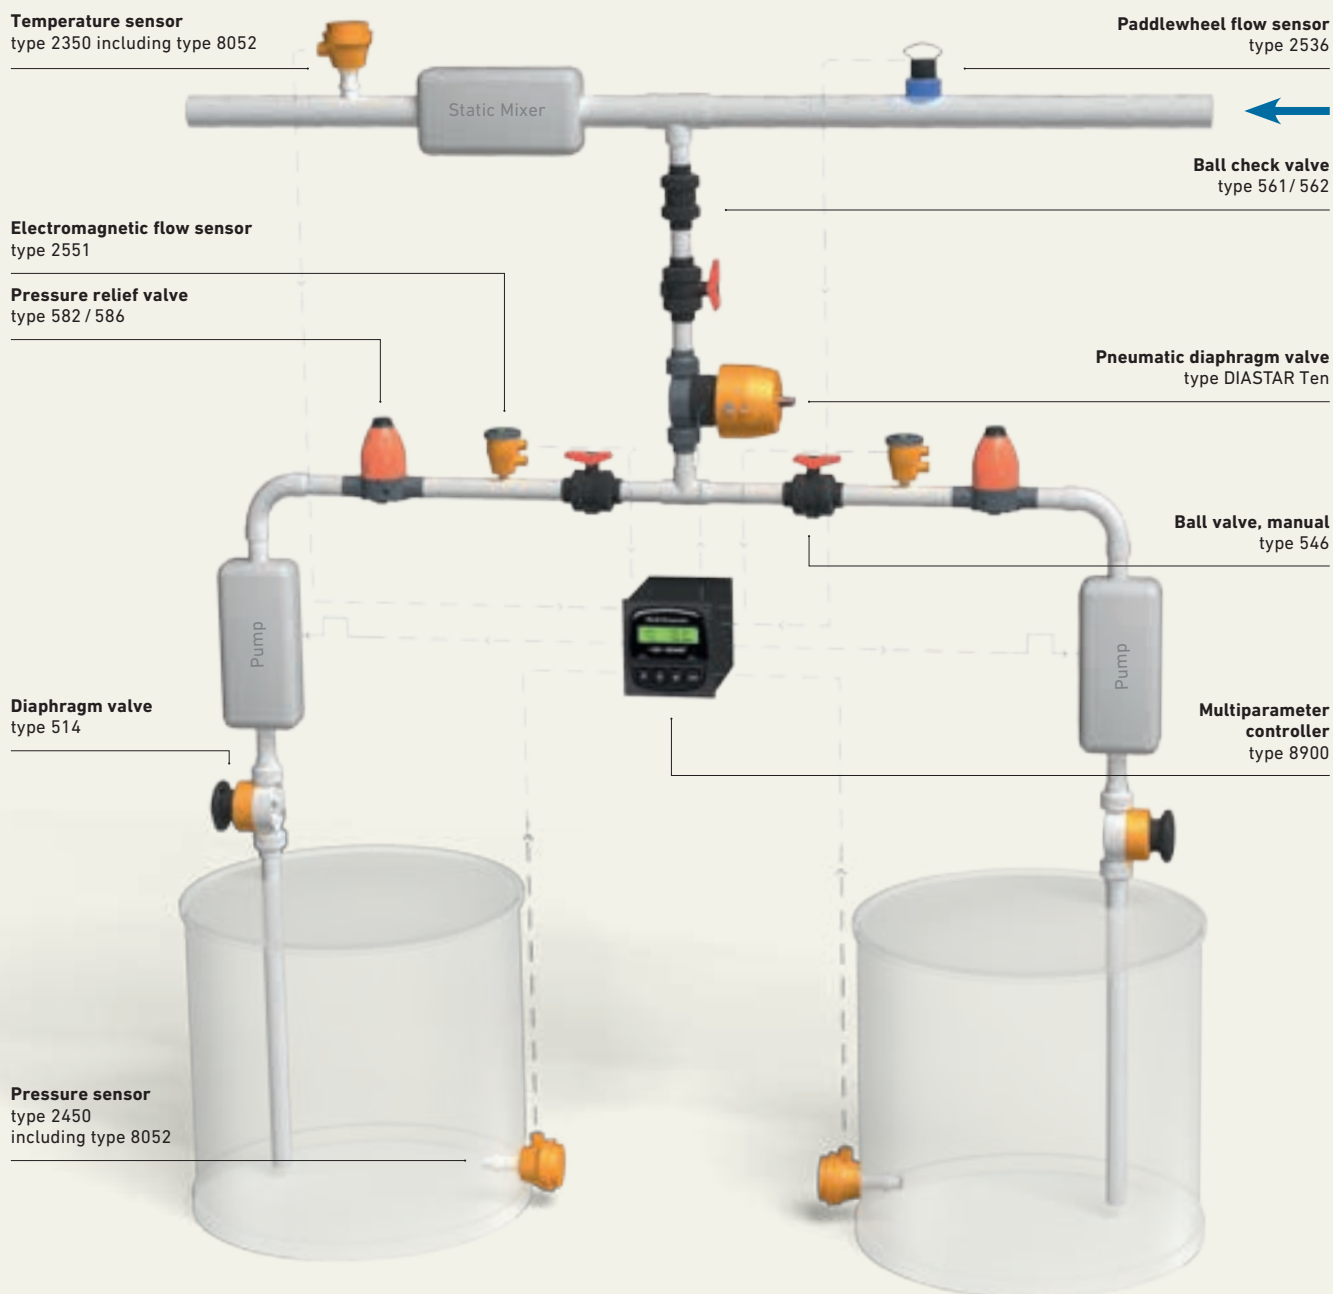 Temperature sensor
type 2350 including type 8052
Paddlewheel flow sensor
type 2536
Static Mixer
Ball check valve
type 561/562
Electromagnetic flow sensor
type 2551
Pressure relief valve
type 582 / 586
Pneumatic diaphragm valve
type DIASTAR Ten
Ball valve, manual
type 546
Pump
Pump
Diaphragm valve
type 514
Multiparameter
controller
type 8900
Pressure sensor
type 2450
including type 8052